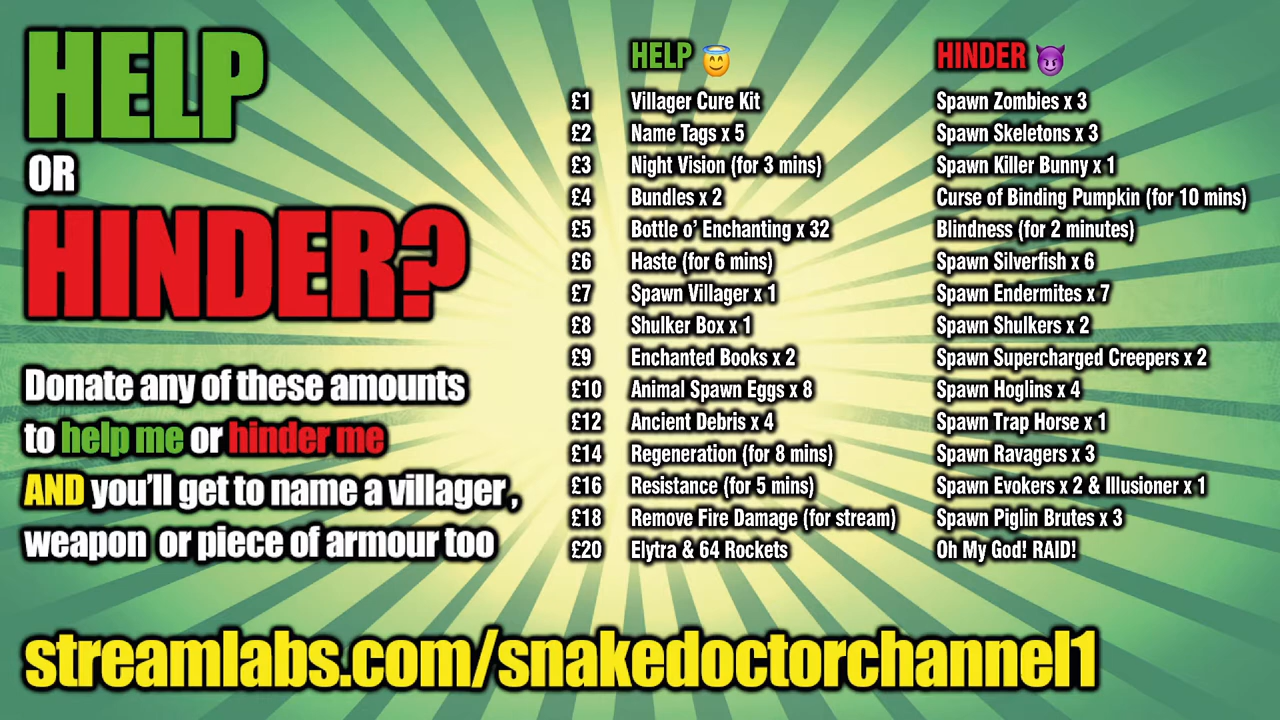 HELP
OR
HINDER?
Donate any of these amounts
to help me or hinder me
AND you'll get to name a villager ,
weapon or piece of armour too
HELP HINDER
£1 Villager Cure Kit Spawn Zombies x 3
£2 Name Tags x 5 Spawn Skeletons x 3
£3 Night Vision (for 3 mins) Spawn Killer Bunny x 1
£4 Bundles x 2 Curse of Binding Pumpkin (for 10 mins)
£5 Bottle o' Enchanting x 32 Blindness (for 2 minutes)
£6 Haste (for 6 mins) Spawn Silverfish x 6
£7 Spawn Villager x 1 Spawn Endermites x 7
£8 Shulker Box x 1 Spawn Shulkers x 2
£9 Enchanted Books x 2 Spawn Supercharged Creepers x 2
£10 Animal Spawn Eggs x 8 Spawn Hoglins x 4
£12 Ancient Debris x 4 Spawn Trap Horse x 1
£14 Regeneration (for 8 mins) Spawn Ravagers x 3
£16 Resistance (for 5 mins) Spawn Evokers x 2 & Illusioner x 1
£18 Remove Fire Damage (for stream) Spawn Piglin Brutes x 3
£20 Elytra & 64 Rockets Oh My God! RAID!
streamlabs.com/snakedoctorchannel1